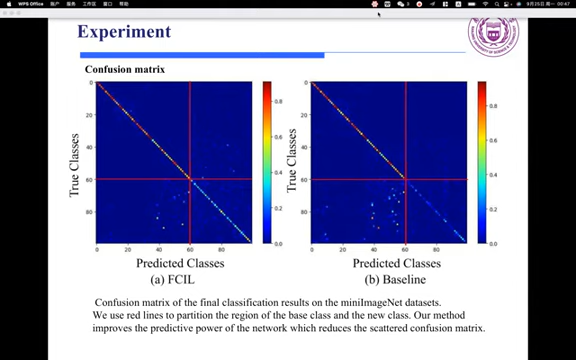 WPS Office
00:47
Experiment
Confusion matrix
0
20
40
60
80
True Classes
0 20 40 60 80
0.8
0.6
0.4
0.2
0.0
Predicted Classes
(a) FCIL
0
20
40
60
80
True Classes
0 20 40 60 80
0.8
0.6
0.4
0.2
0.0
Predicted Classes
(b) Baseline
Confusion matrix of the final classification results on the miniImageNet datasets.
We use red lines to partition the region of the base class and the new class. Our method
improves the predictive power of the network which reduces the scattered confusion matrix.